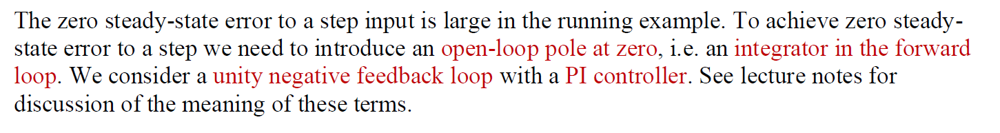 The zero steady-state error to a step input is large in the running example. To achieve zero steady-
state error to a step we need to introduce an open-loop pole at zero, i.e. an integrator in the forward
loop. We consider a unity negative feedback loop with a PI controller. See lecture notes for
discussion of the meaning of these terms.